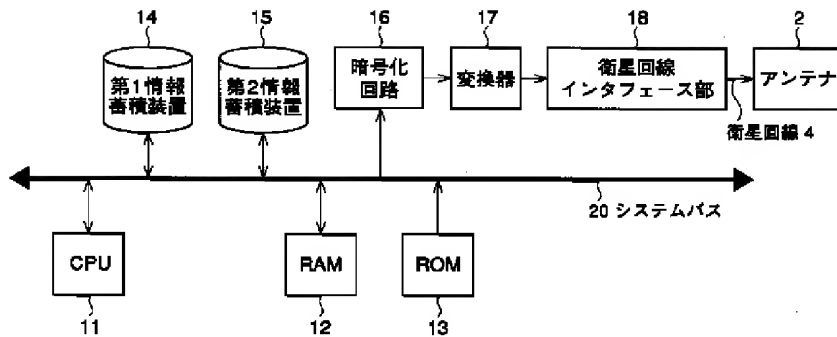 14
15
16
17
18
2
第1情報
蓄積装置
第2情報
蓄積装置
暗号化
回路
変換器
衛星回線
インタフェース部
アンテナ
衛星回線 4
20 システムバス
CPU
RAM
ROM
11
12
13